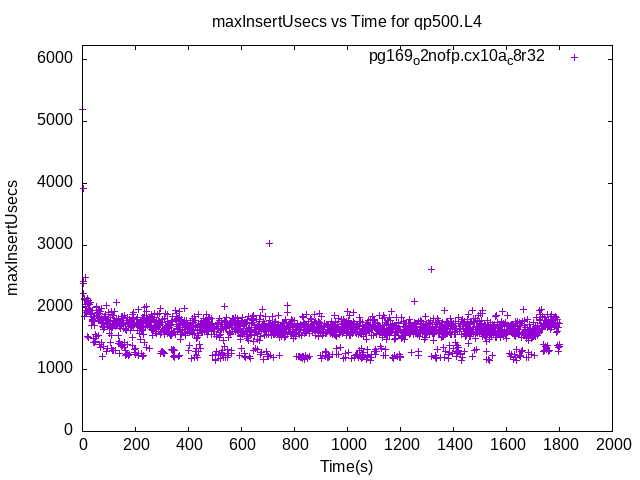 maxInsertUsecs vs Time for qp500.L4
pg169o2nofp.cx10ac8r32
6000
5000
4000
3000
2000
1000
0
maxInsertUsecs
0 200 400 600 800 1000 1200 1400 1600 1800 2000
Time(s)